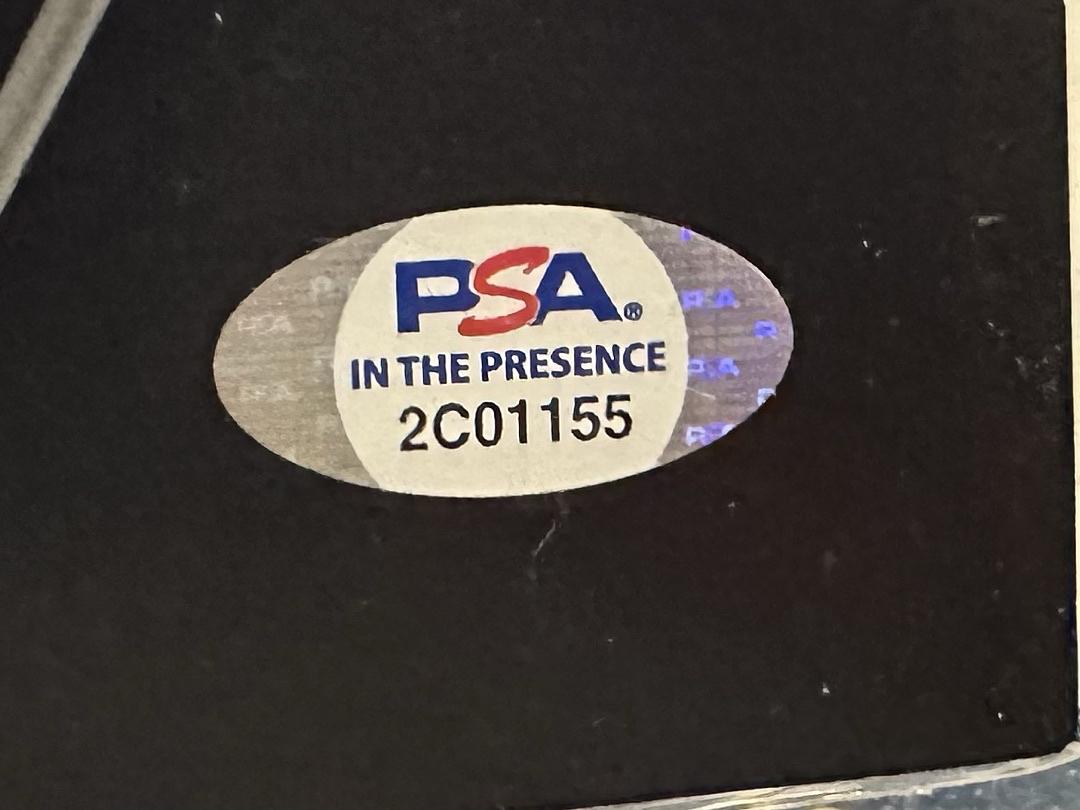 PSA®
IN THE PRESENCE
2C01155